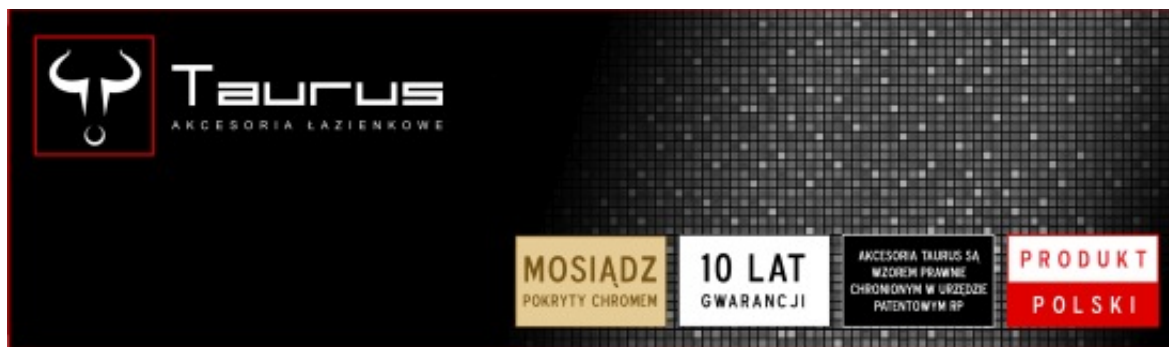 Taurus
AKCESORIA ŁAZIENKOWE
MOSIĄDZ
POKRYTY CHROMEM
10 LAT
GWARANCJI
AKCESORIA TAURUS SĄ
WZOREM PRAWNIE
CHRONIONYM W URZĘDZIE
PATENTOWYM RP
PRODUKT
POLSKI